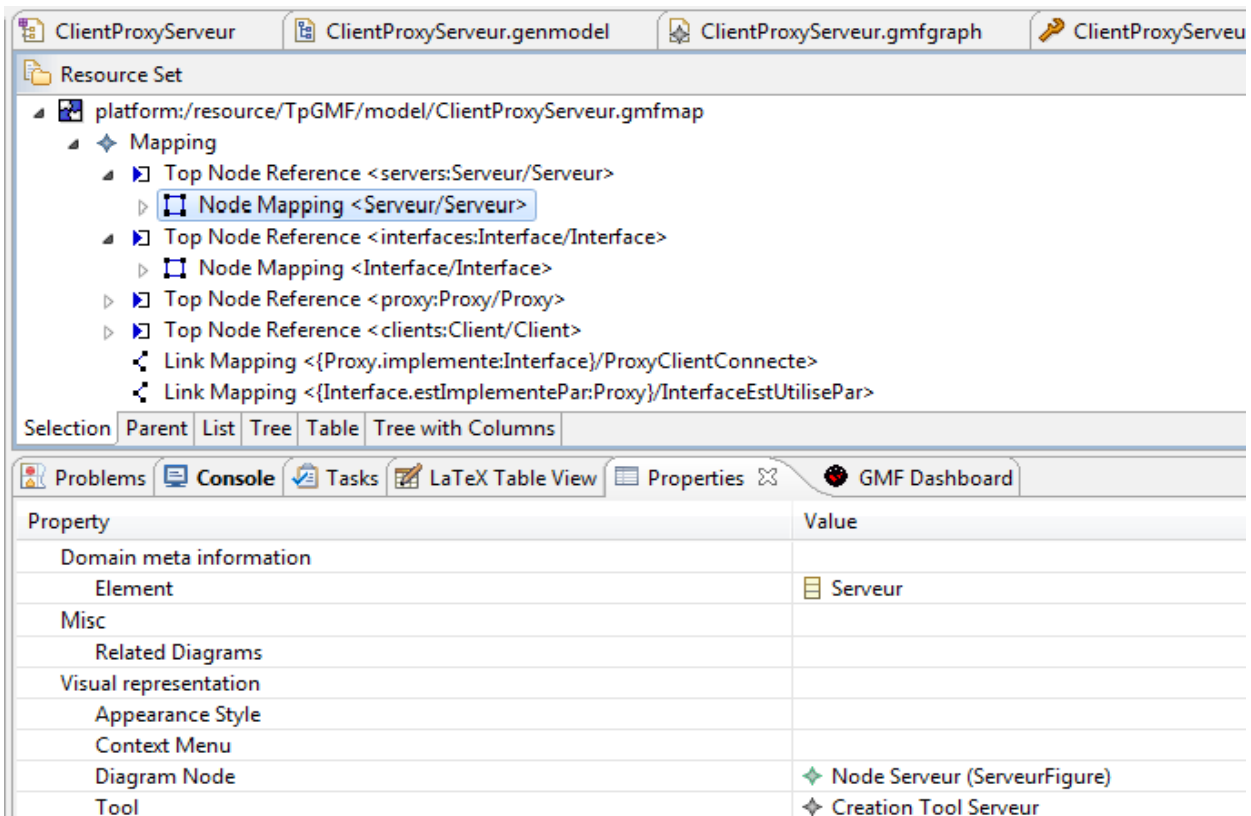 ClientProxyServeur ClientProxyServeur.genmodel ClientProxyServeur.gmfgraph ClientProxyServeu
Resource Set
platform:/resource/TpGMF/model/ClientProxyServeur.gmfmap
Mapping
Top Node Reference <servers:Serveur/Serveur>
Node Mapping <Serveur/Serveur>
Top Node Reference <interfaces:Interface/Interface>
Node Mapping <Interface/Interface>
Top Node Reference <proxy:Proxy/Proxy>
Top Node Reference <clients:Client/Client>
Link Mapping <{Proxy.implemente:Interface}/ProxyClientConnecte>
Link Mapping <{Interface.estImplementePar:Proxy}/InterfaceEstUtilisePar>
Selection Parent List Tree Table Tree with Columns
Problems Console Tasks LaTeX Table View Properties GMF Dashboard
Property Value
Domain meta information
Element Serveur
Misc
Related Diagrams
Visual representation
Appearance Style
Context Menu
Diagram Node Node Serveur (ServeurFigure)
Tool Creation Tool Serveur